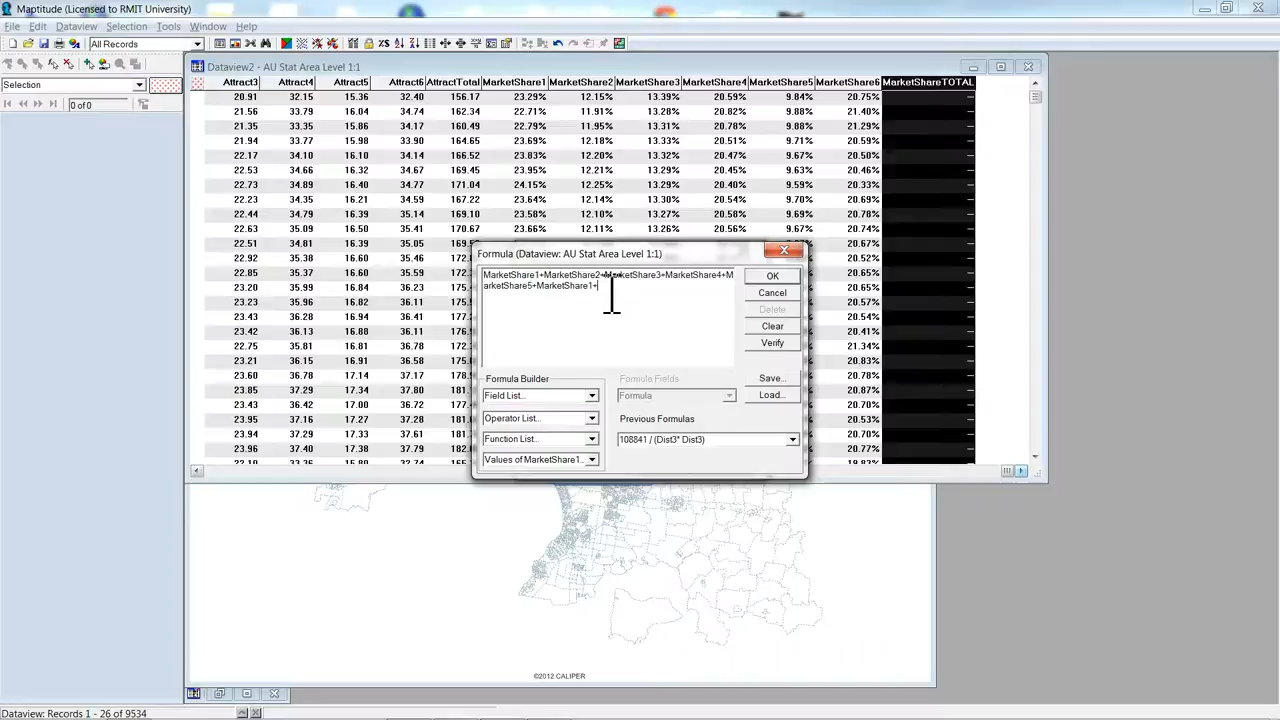 Maptitude (Licensed to RMIT University)
File Edit Dataview Selection Tools Window Help
All Records
Selection
0 of 0
Dataview2 - AU Stat Area Level 1:1
Attract3 Attract4 Attract5 Attract6 AttractTotal MarketShare1 MarketShare2 MarketShare3 MarketShare4 MarketShare5 MarketShare6 MarketShareTOTAL
20.91 32.15 15.36 32.40 156.17 23.29% 12.15% 13.39% 20.59% 9.84% 20.75% --
21.56 33.79 16.04 34.74 162.34 22.71% 11.91% 13.28% 20.82% 9.88% 21.40% --
21.35 33.35 15.86 34.17 160.49 22.79% 11.95% 13.31% 20.78% 9.88% 21.29% --
21.94 33.77 15.98 33.90 164.65 23.69% 12.18% 13.33% 20.51% 9.71% 20.59% --
22.17 34.10 16.10 34.14 166.52 23.83% 12.20% 13.32% 20.47% 9.67% 20.50% --
22.53 34.66 16.32 34.67 169.45 23.95% 12.21% 13.29% 20.45% 9.63% 20.46% --
22.73 34.89 16.40 34.77 171.04 24.15% 12.25% 13.29% 20.40% 9.59% 20.33% --
22.23 34.35 16.21 34.59 167.22 23.64% 12.14% 13.30% 20.54% 9.70% 20.69% --
22.44 34.79 16.39 35.14 169.10 23.58% 12.10% 13.27% 20.58% 9.69% 20.78% --
22.63 35.09 16.50 35.41 170.67 23.66% 12.11% 13.26% 20.56% 9.67% 20.74% --
22.51 34.81 16.39 35.05 20.67% --
22.92 35.42 16.60 35.38 20.65% --
22.85 35.37 16.60 35.59 20.72% --
23.23 35.96 16.82 36.11 20.54% --
23.43 36.28 16.94 36.41 20.52% --
23.42 36.13 16.88 36.11 20.41% --
22.75 35.81 16.81 36.68 21.34% --
23.21 36.15 16.91 36.58 20.83% --
23.60 36.78 17.14 37.17 20.78% --
23.85 37.29 17.34 37.80 20.87% --
23.43 36.42 17.00 36.72 20.70% --
23.95 37.16 17.27 37.28 20.53% --
23.94 37.29 17.33 37.61 20.70% --
23.96 37.40 17.38 37.79 20.77% --
Formula (Dataview: AU Stat Area Level 1:1)
MarketShare1+MarketShare2+MarketShare3+MarketShare4+M
arketShare5+MarketShare1+
OK
Cancel
Delete
Clear
Verify
Save...
Load...
Formula Builder
Field List...
Operator List...
Function List...
Values of MarketShare1...
Formula Fields
Formula
Previous Formulas
108841 / (Dist3* Dist3)
©2012 CALIPER
Dataview: Records 1 - 26 of 9534